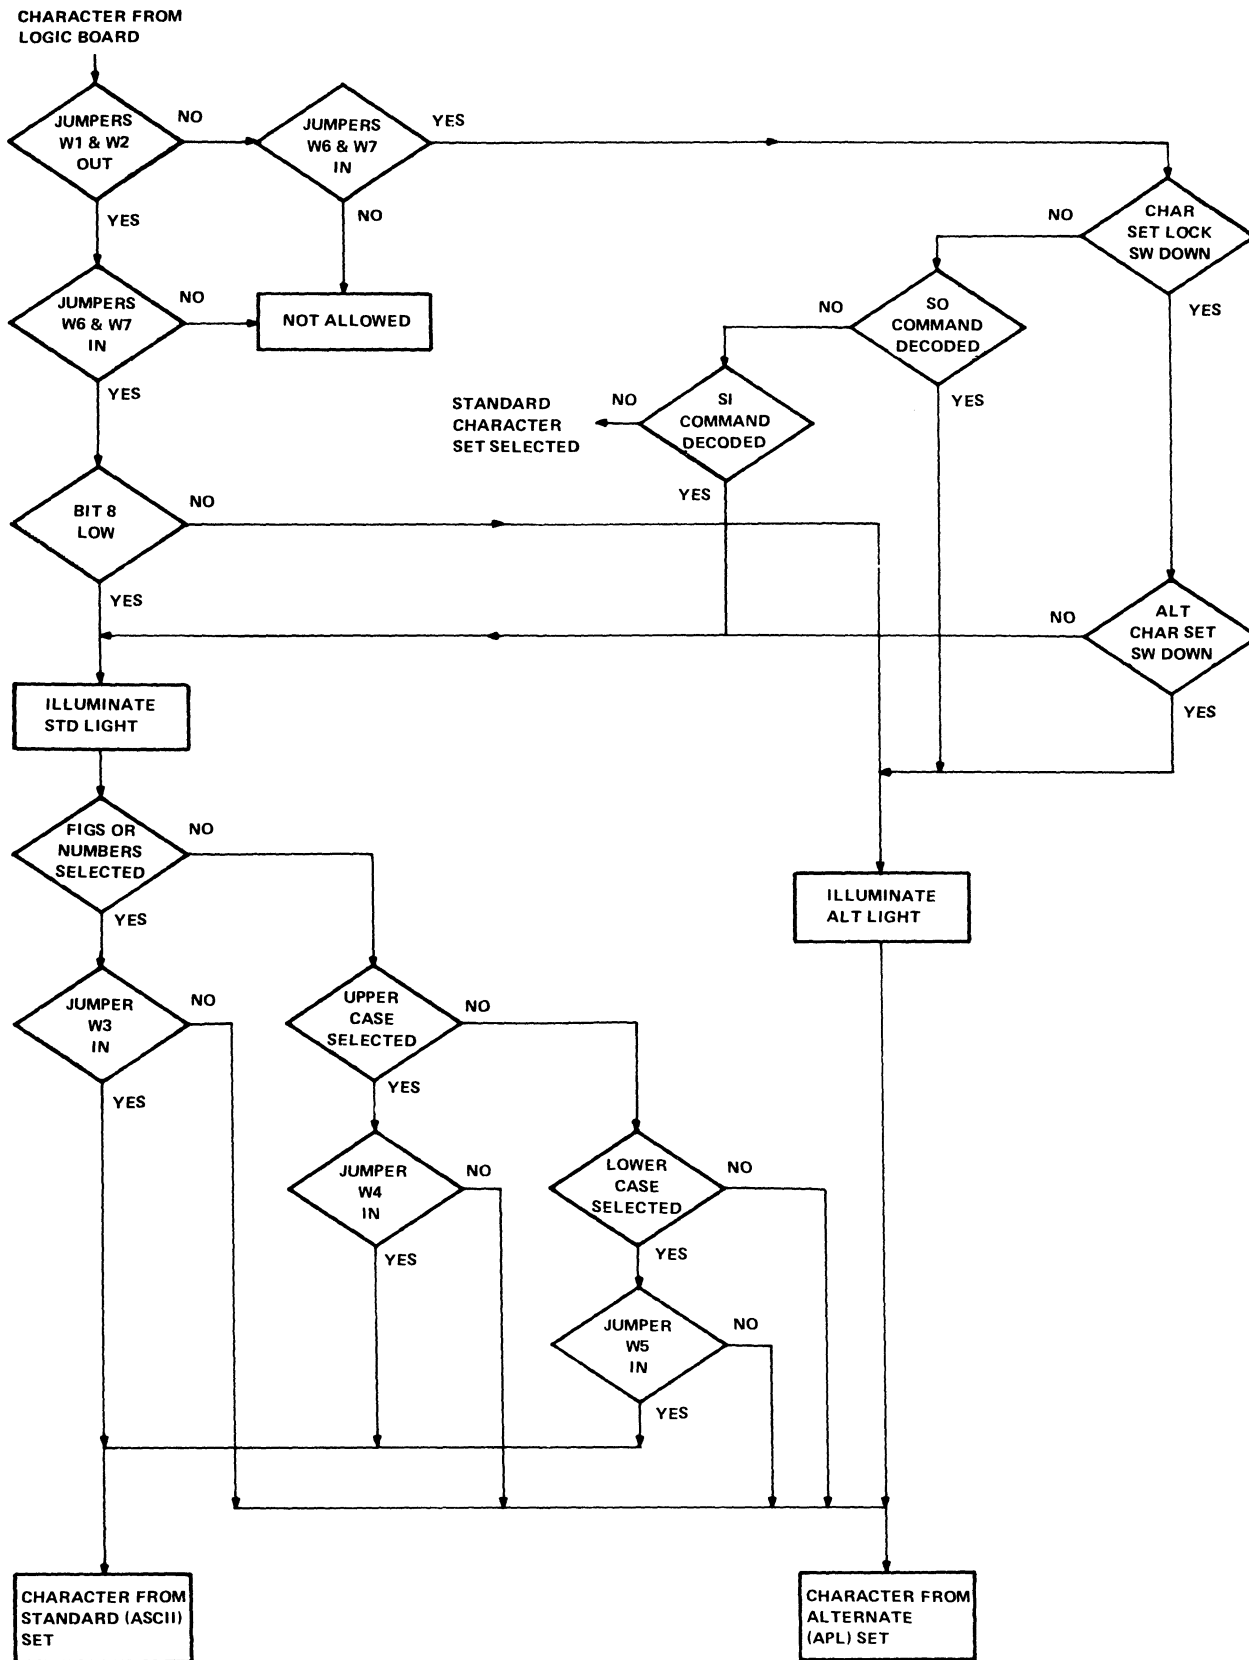 CHARACTER FROM
LOGIC BOARD
JUMPERS
W1 & W2
OUT
NO
JUMPERS
W6 & W7
IN
YES
YES
NO
CHAR
SET LOCK
SW DOWN
NO
YES
JUMPERS
W6 & W7
IN
NO
NOT ALLOWED
YES
SO
COMMAND
DECODED
NO
YES
SI
COMMAND
DECODED
NO
YES
STANDARD
CHARACTER
SET SELECTED
BIT 8
LOW
NO
YES
ALT
CHAR SET
SW DOWN
NO
YES
ILLUMINATE
STD LIGHT
FIGS OR
NUMBERS
SELECTED
NO
YES
ILLUMINATE
ALT LIGHT
JUMPER
W3
IN
NO
YES
UPPER
CASE
SELECTED
NO
YES
JUMPER
W4
IN
NO
YES
LOWER
CASE
SELECTED
NO
YES
JUMPER
W5
IN
NO
YES
CHARACTER FROM
STANDARD (ASCII)
SET
CHARACTER FROM
ALTERNATE
(APL) SET